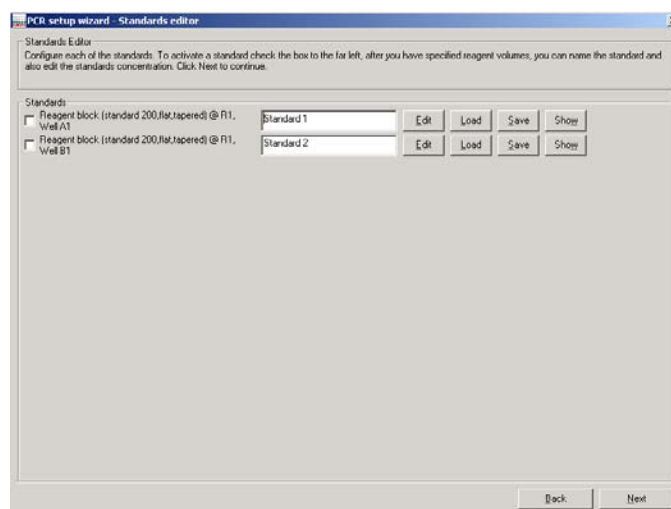 PCR setup wizard - Standards editor
Standards Editor
Configure each of the standards. To activate a standard check the box to the far left, after you have specified reagent volumes, you can name the standard and
also edit the standards concentration. Click Next to continue.
Standards
Reagent block (standard 200,flat,tapered) @ R1,
Well A1
Standard 1
Edit Load Save Show
Reagent block (standard 200,flat,tapered) @ R1,
Well B1
Standard 2
Edit Load Save Show
Back Next